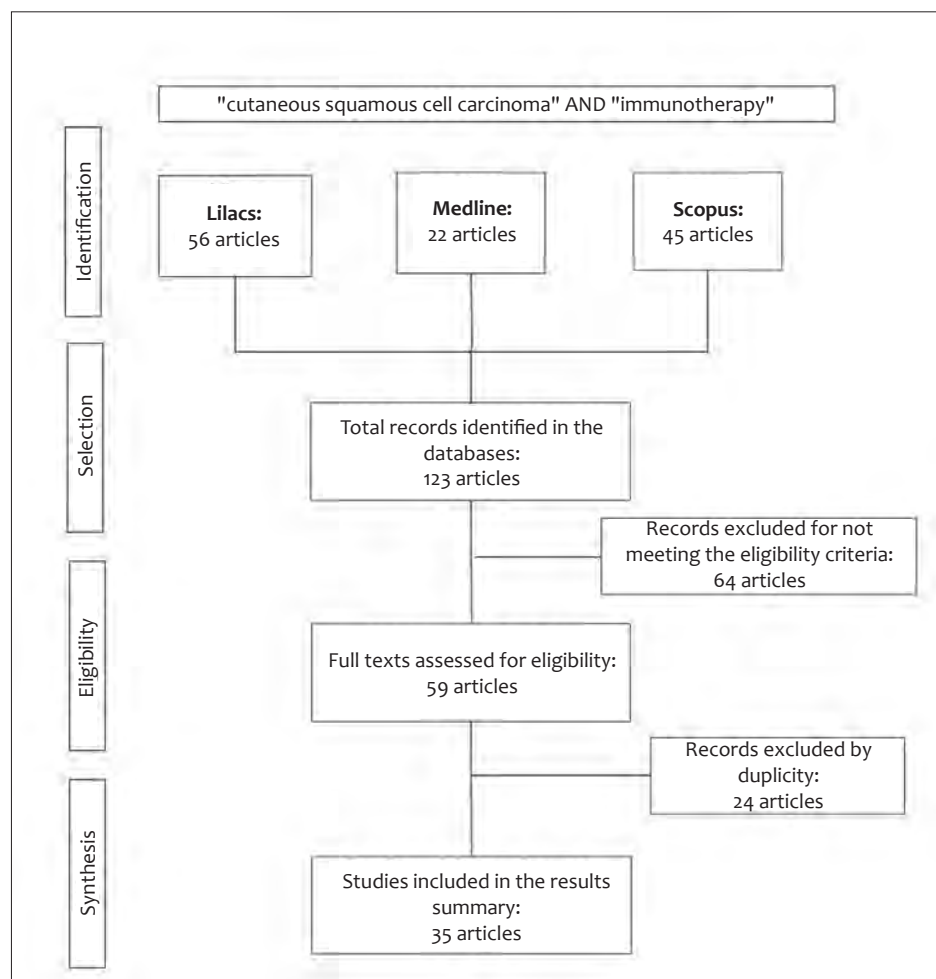 "cutaneous squamous cell carcinoma" AND "immunotherapy"
Identification
Lilacs:
56 articles
Medline:
22 articles
Scopus:
45 articles
Selection
Total records identified in the
databases:
123 articles
Records excluded for not
meeting the eligibility criteria:
64 articles
Eligibility
Full texts assessed for eligibility:
59 articles
Records excluded by
duplicity:
24 articles
Synthesis
Studies included in the results
summary:
35 articles